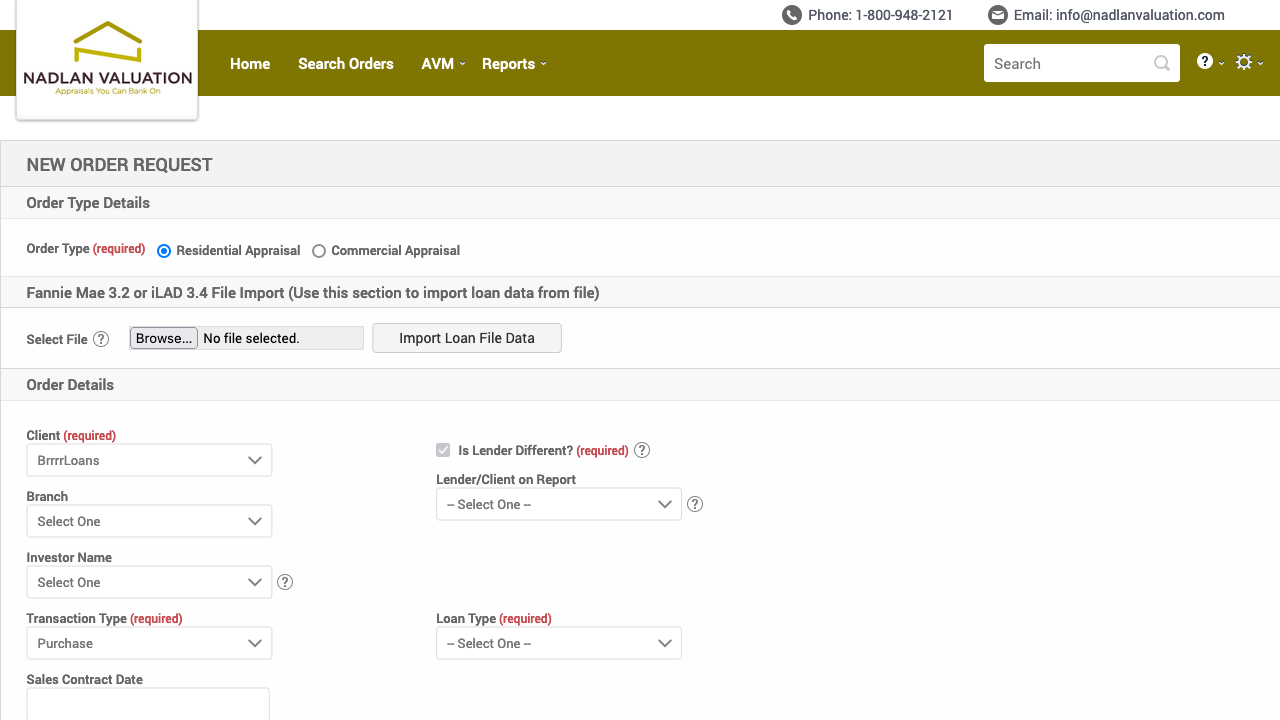 Phone: 1-800-948-2121 Email: info@nadlanvaluation.com
NADLAN VALUATION
Appraisals You Can Bank On
Home Search Orders AVM Reports Search ?
NEW ORDER REQUEST
Order Type Details
Order Type (required) Residential Appraisal Commercial Appraisal
Fannie Mae 3.2 or iLAD 3.4 File Import (Use this section to import loan data from file)
Select File ? Browse... No file selected. Import Loan File Data
Order Details
Client (required)
BrrrrLoans
Is Lender Different? (required) ?
Lender/Client on Report
-- Select One -- ?
Branch
Select One
Investor Name
Select One ?
Transaction Type (required) Loan Type (required)
Purchase -- Select One --
Sales Contract Date